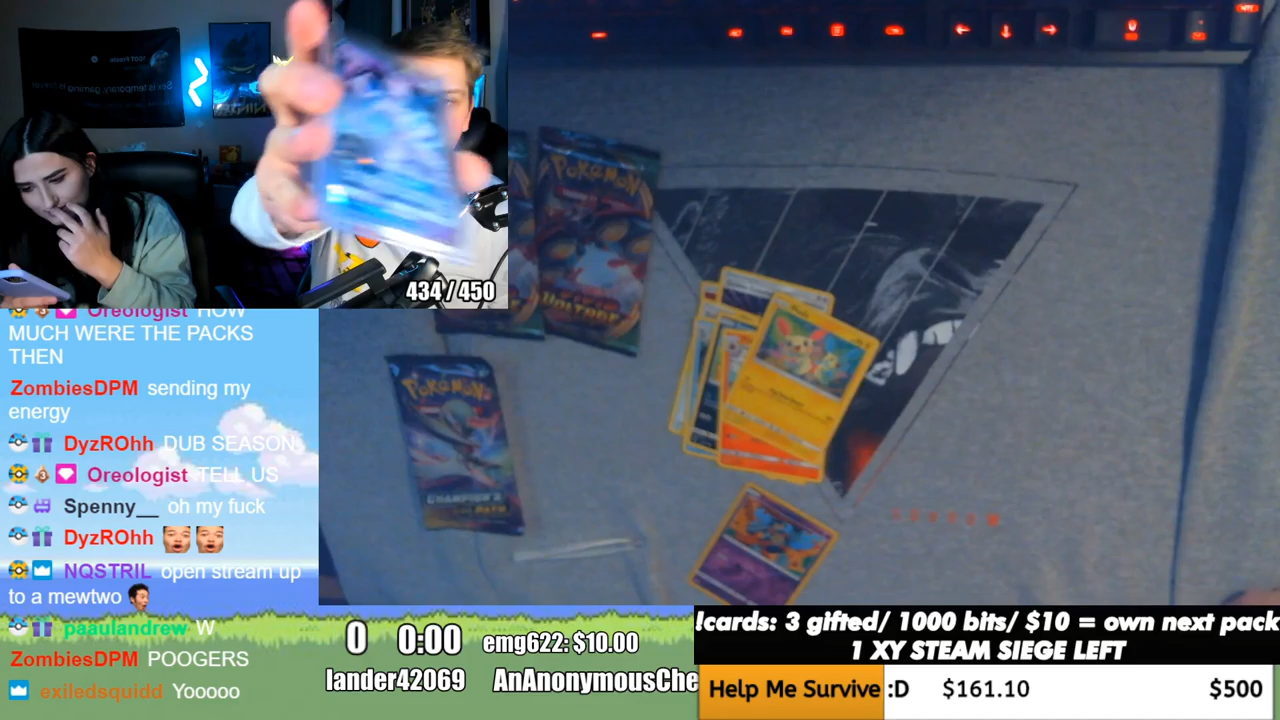 434 / 450
Oreologist HOW
MUCH WERE THE PACKS
THEN
ZombiesDPM sending my
energy
DyzROhh DUB SEASON
Oreologist TELL US
Spenny__ oh my fuck
DyzROhh
NQSTRIL open stream up
to a mewtwo
paaulandrew W
ZombiesDPM POOGERS
exiledsquidd Yooooo
POKéMON
VOLTAGE
POKéMON
CHAMPION'S
PATH
0 0:00 emg622: $10.00
lander42069 AnAnonymousChe
!cards: 3 gifted/ 1000 bits/ $10 = own next pack
1 XY STEAM SIEGE LEFT
Help Me Survive :D $161.10 $500